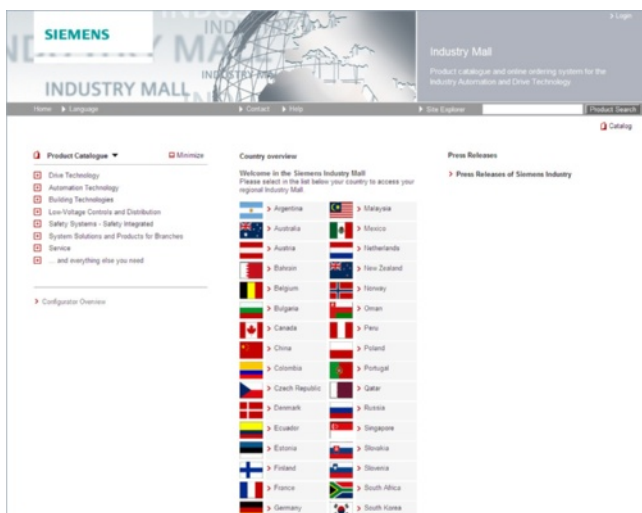 SIEMENS
INDUSTRY MALL
Login
Industry Mall
Product catalogue and online ordering system for the
Industry Automation and Drive Technology
Home Language Contact Help Site Explorer Product Search
Catalog
Product Catalogue
Minimize
Drive Technology
Automation Technology
Building Technologies
Low-Voltage Controls and Distribution
Safety Systems - Safety Integrated
System Solutions and Products for Branches
Service
... and everything else you need
Configurator Overview
Country overview
Welcome in the Siemens Industry Mall
Please select in the list below your country to access your
regional Industry Mall.
Argentina
Australia
Austria
Bahrain
Belgium
Bulgaria
Canada
China
Colombia
Czech Republic
Denmark
Ecuador
Estonia
Finland
France
Germany
Malaysia
Mexico
Netherlands
New Zealand
Norway
Oman
Peru
Poland
Portugal
Qatar
Russia
Singapore
Slovakia
Slovenia
South Africa
South Korea
Press Releases
Press Releases of Siemens Industry